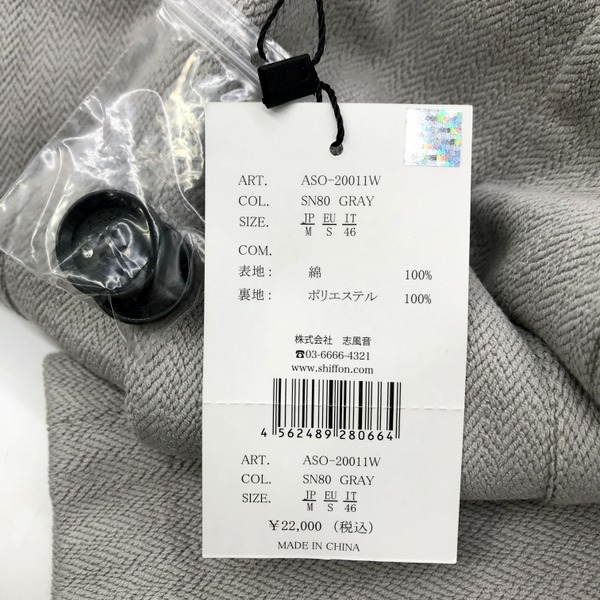 ART. ASO-20011W
COL. SN80 GRAY
SIZE. JP EU IT
M S 46
COM.
表地: 綿 100%
裏地: ポリエステル 100%
株式会社 志風音
☎03-6666-4321
www.shiffon.com
4 562489 280664
ART. ASO-20011W
COL. SN80 GRAY
SIZE. JP EU IT
M S 46
￥22,000 (税込)
MADE IN CHINA